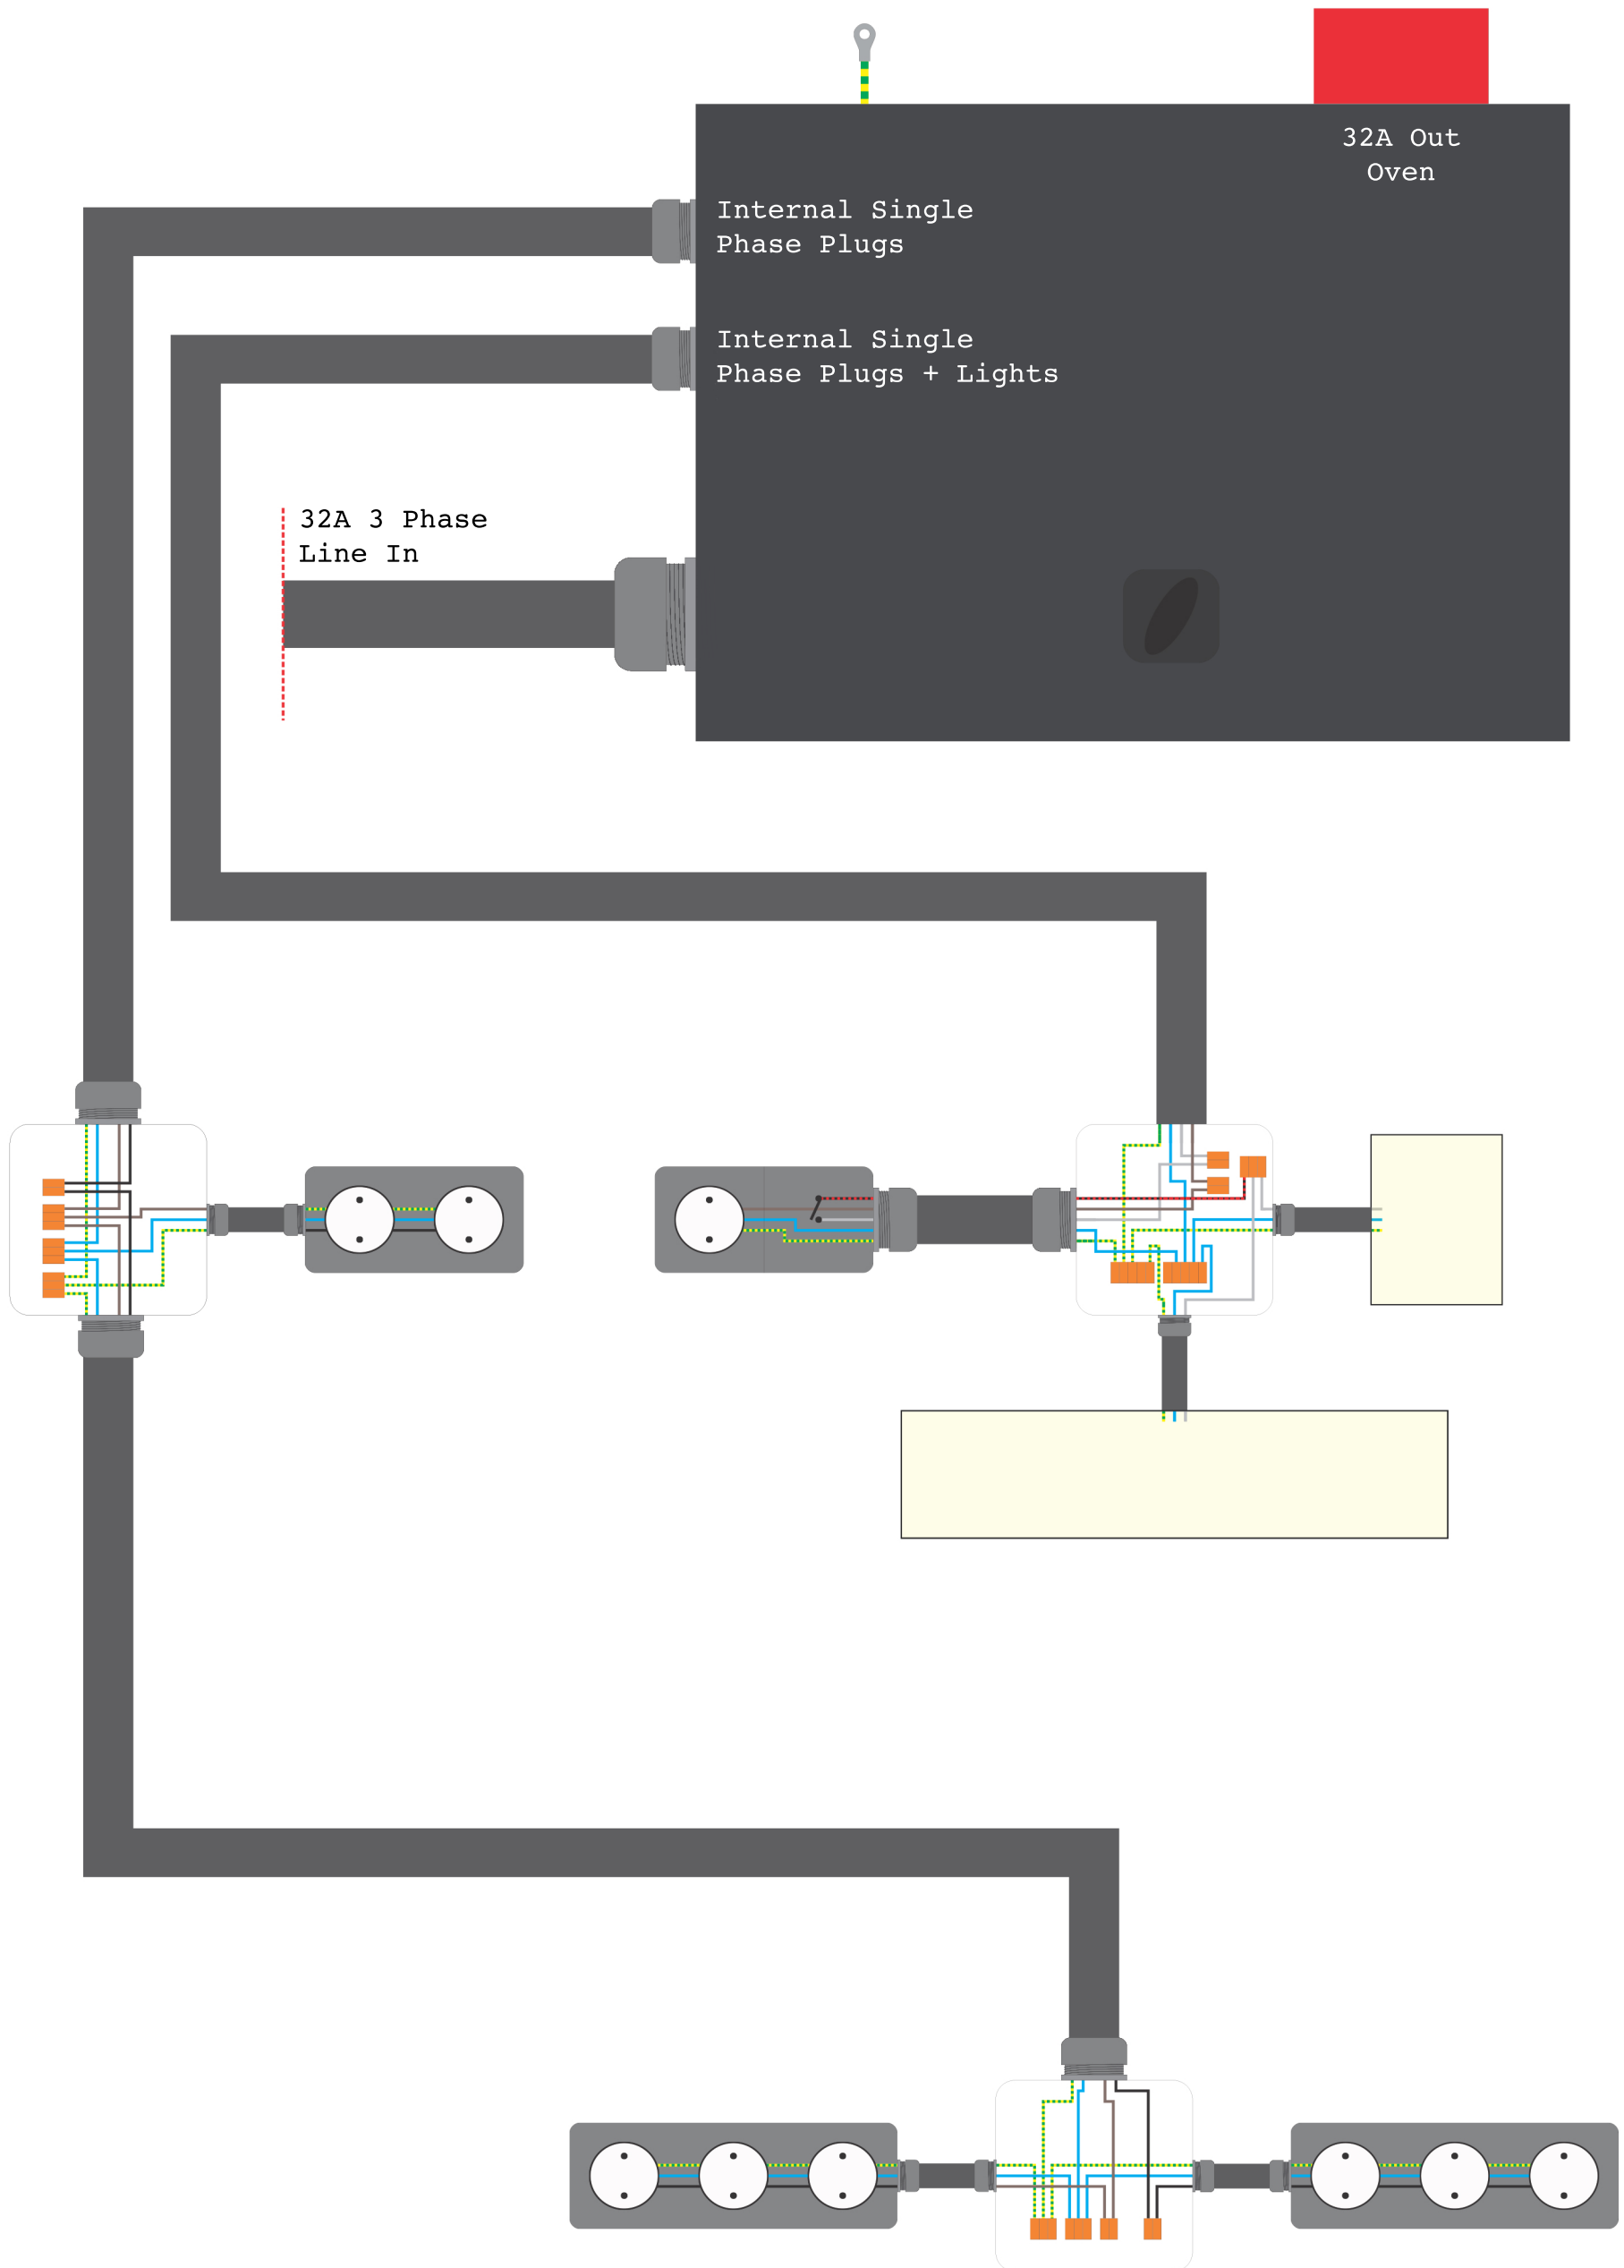 32A Out
Oven
Internal Single
Phase Plugs
Internal Single
Phase Plugs + Lights
32A 3 Phase
Line In